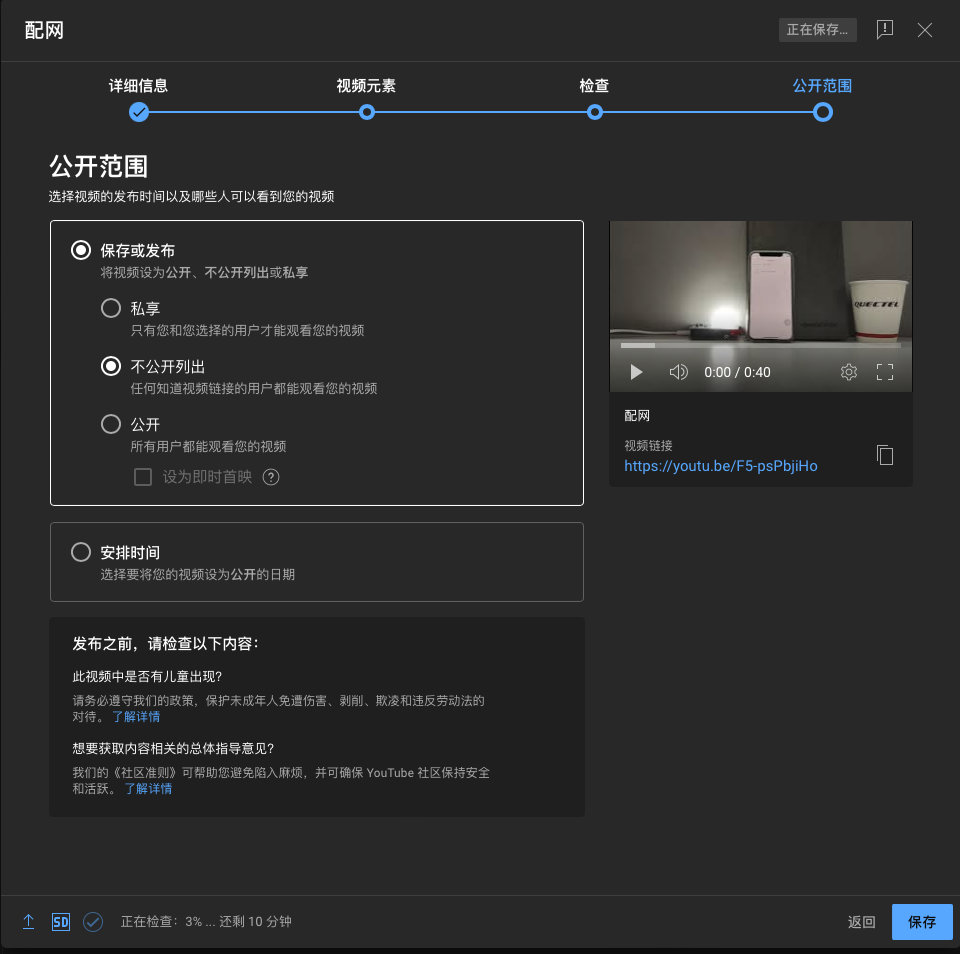 配网
正在保存...
详细信息
视频元素
检查
公开范围
公开范围
选择视频的发布时间以及哪些人可以看到您的视频
保存或发布
将视频设为公开、不公开列出或私享
私享
只有您和您选择的用户才能观看您的视频
不公开列出
任何知道视频链接的用户都能观看您的视频
公开
所有用户都能观看您的视频
设为即时首映
安排时间
选择要将您的视频设为公开的日期
发布之前，请检查以下内容：
此视频中是否有儿童出现?
请务必遵守我们的政策，保护未成年人免遭伤害、剥削、欺凌和违反劳动法的
对待。 了解详情
想要获取内容相关的总体指导意见?
我们的《社区准则》可帮助您避免陷入麻烦，并可确保 YouTube 社区保持安全
和活跃。 了解详情
QUECTEL
0:00 / 0:40
配网
视频链接
https://youtu.be/F5-psPbjiHo
SD
正在检查：3% ... 还剩 10 分钟
返回
保存